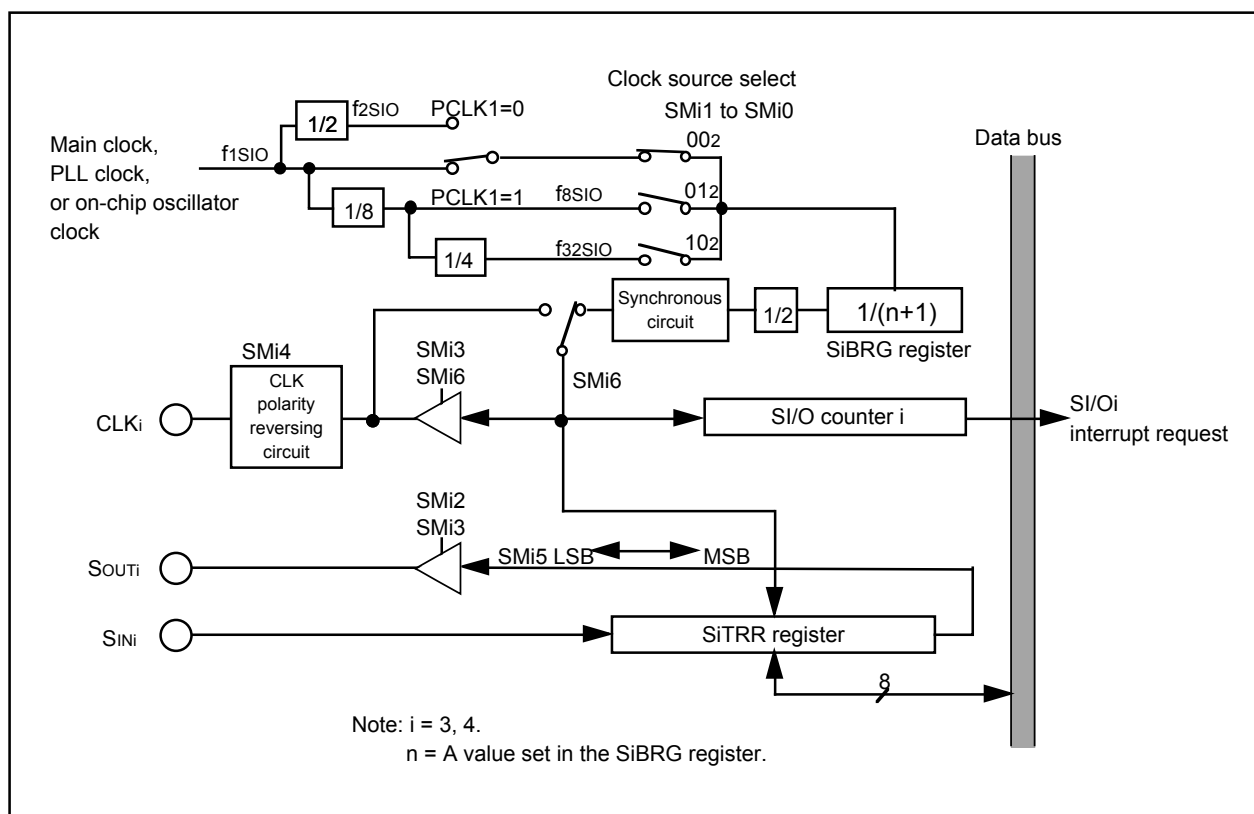 Clock source select
SMi1 to SMi0
Main clock,
PLL clock,
or on-chip oscillator
clock
f1SIO
1/2
f2SIO
PCLK1=0
002
Data bus
1/8
PCLK1=1
f8SIO
012
1/4
f32SIO
102
Synchronous
circuit
1/2
1/(n+1)
SiBRG register
SMi4
CLK
polarity
reversing
circuit
CLKi
SMi3
SMi6
SMi6
SI/O counter i
SI/Oi
interrupt request
SMi2
SMi3
SOUTi
SMi5 LSB
MSB
SINi
SiTRR register
8
Note: i = 3, 4.
n = A value set in the SiBRG register.